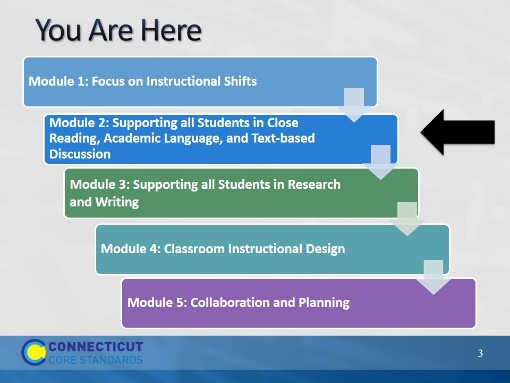 You Are Here
Module 1: Focus on Instructional Shifts
Module 2: Supporting all Students in Close
Reading, Academic Language, and Text-based
Discussion
Module 3: Supporting all Students in Research
and Writing
Module 4: Classroom Instructional Design
Module 5: Collaboration and Planning
CONNECTICUT
CORE STANDARDS
3